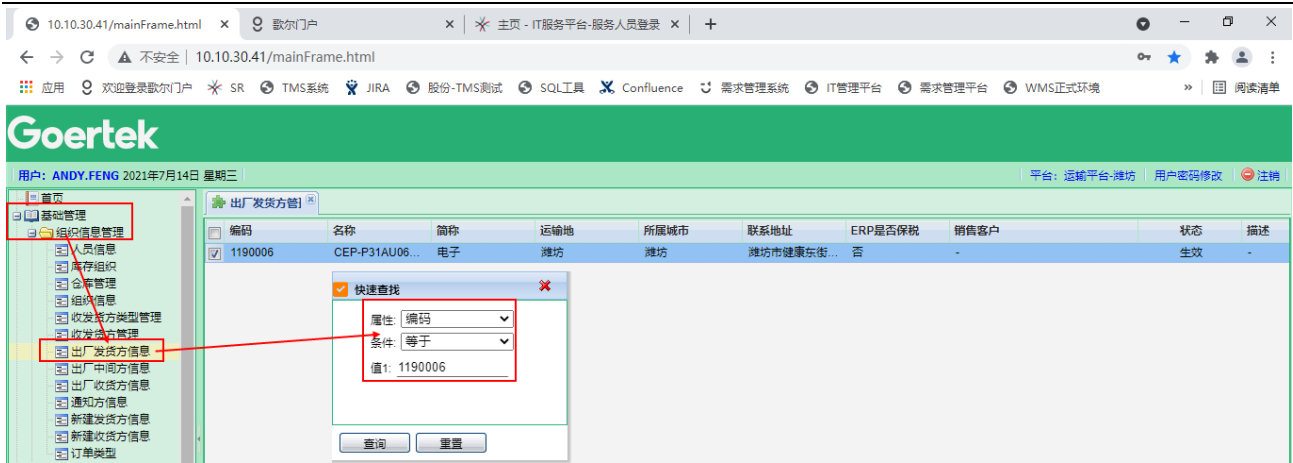 10.10.30.41/mainFrame.html
歌尔门户
主页 - IT服务平台-服务人员登录
不安全 | 10.10.30.41/mainFrame.html
应用 欢迎登录歌尔门户 SR TMS系统 JIRA 股份-TMS测试 SQL工具 Confluence 需求管理系统 IT管理平台 需求管理平台 WMS正式环境 » 阅读清单
Goertek
用户: ANDY.FENG 2021年7月14日 星期三 平台: 运输平台-潍坊 用户密码修改 注销
首页
基础管理
组织信息管理
人员信息
库存组织
仓库管理
组织信息
收发货方类型管理
收发货方管理
出厂发货方信息
出厂中间方信息
出厂收货方信息
通知方信息
新建发货方信息
新建收货方信息
订单类型
出厂发货方管
编码 名称 简称 运输地 所属城市 联系地址 ERP是否保税 销售客户 状态 描述
1190006 CEP-P31AU06... 电子 潍坊 潍坊 潍坊市健康东街... 否 - 生效 -
快速查找
属性: 编码
条件: 等于
值1: 1190006
查询 重置